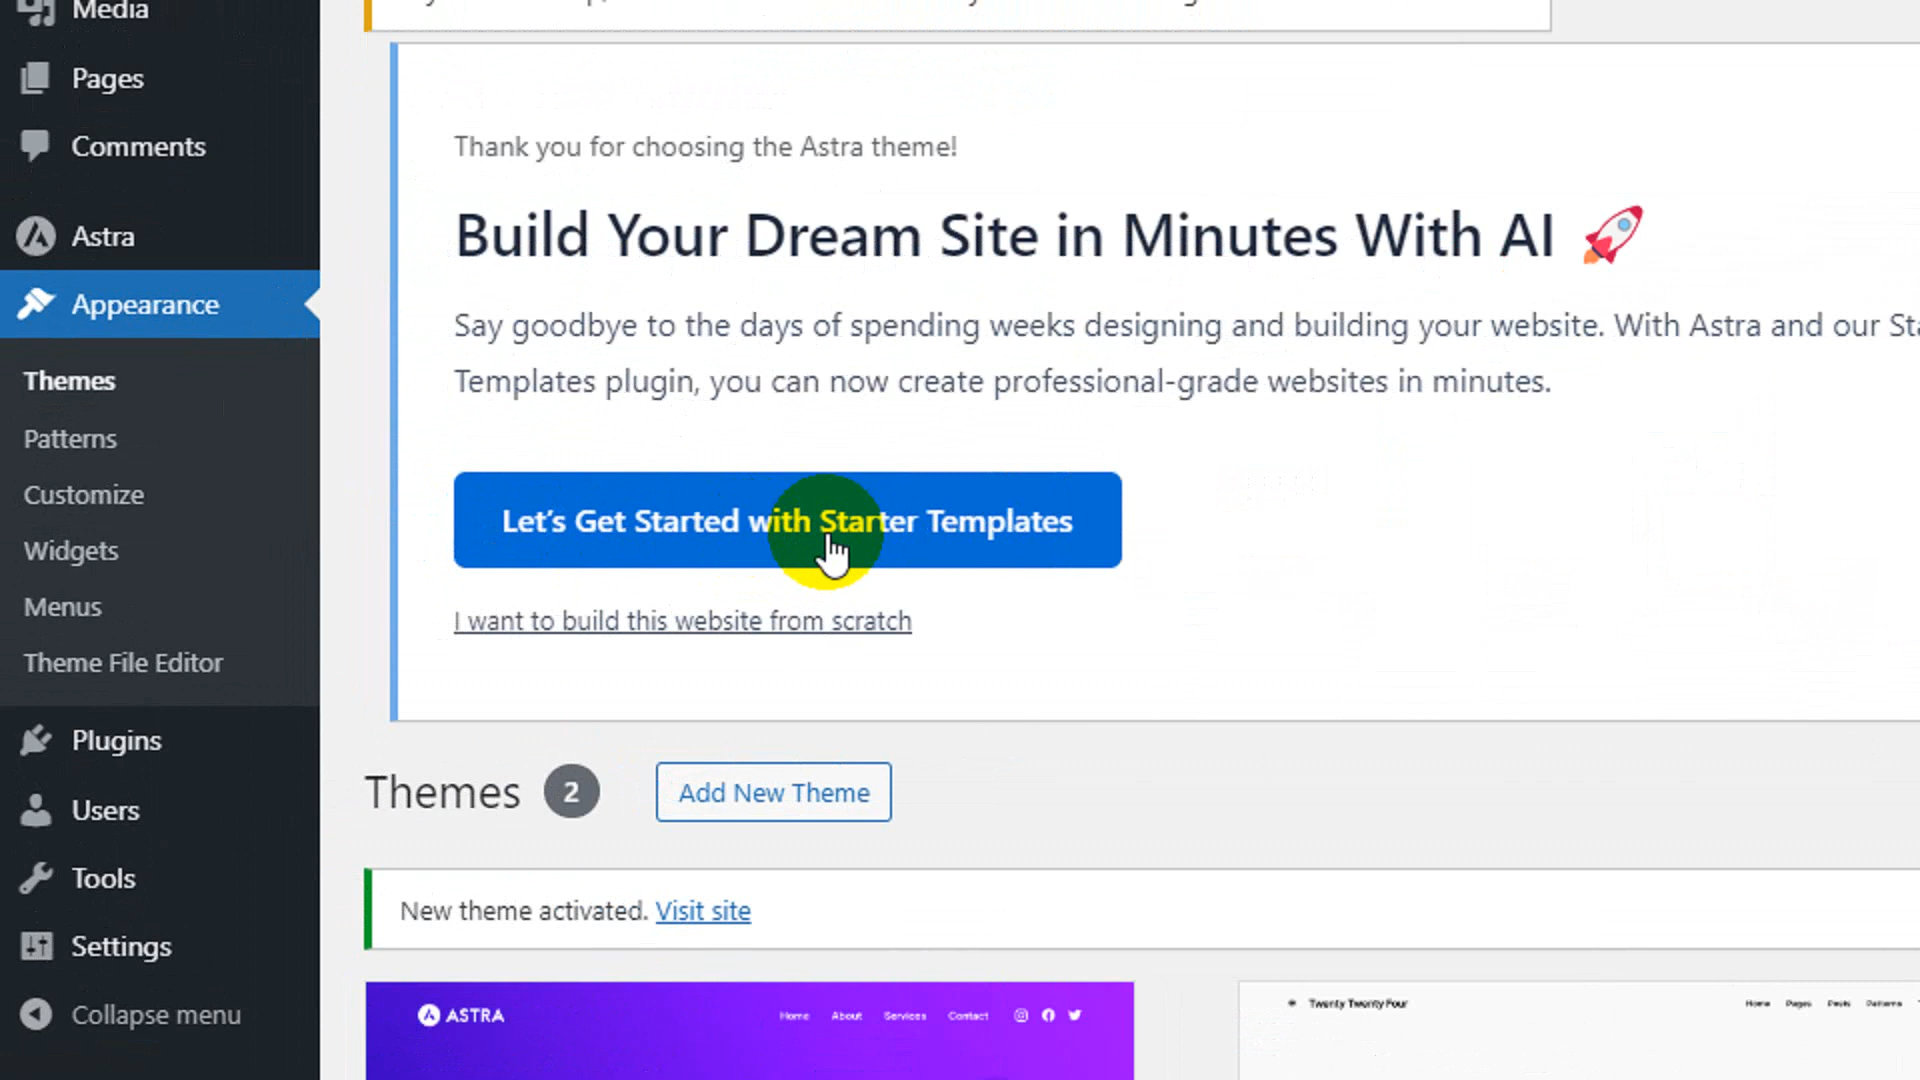 Media
Pages
Comments
Astra
Appearance
Themes
Patterns
Customize
Widgets
Menus
Theme File Editor
Plugins
Users
Tools
Settings
Collapse menu
Thank you for choosing the Astra theme!
Build Your Dream Site in Minutes With AI 🚀
Say goodbye to the days of spending weeks designing and building your website. With Astra and our
Templates plugin, you can now create professional-grade websites in minutes.
Let’s Get Started with Starter Templates
I want to build this website from scratch
Themes 2 Add New Theme
New theme activated. Visit site
ASTRA Home About Services Contact
Twenty Twenty Four Home Pages Posts Patterns